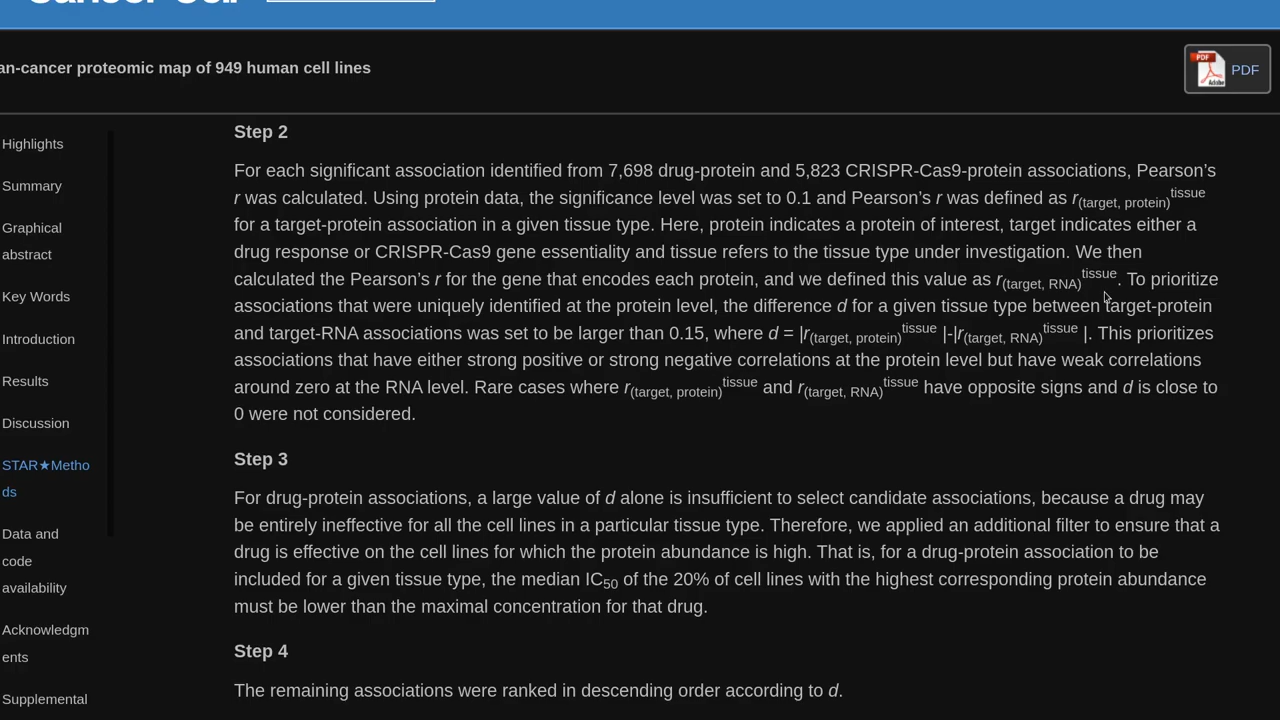 an-cancer proteomic map of 949 human cell lines
PDF
PDF
Adobe
Highlights
Summary
Graphical
abstract
Key Words
Introduction
Results
Discussion
STAR★Metho
ds
Data and
code
availability
Acknowledgm
ents
Supplemental
Step 2
For each significant association identified from 7,698 drug-protein and 5,823 CRISPR-Cas9-protein associations, Pearson’s
r was calculated. Using protein data, the significance level was set to 0.1 and Pearson’s r was defined as r(target, protein)tissue
for a target-protein association in a given tissue type. Here, protein indicates a protein of interest, target indicates either a
drug response or CRISPR-Cas9 gene essentiality and tissue refers to the tissue type under investigation. We then
calculated the Pearson’s r for the gene that encodes each protein, and we defined this value as r(target, RNA)tissue. To prioritize
associations that were uniquely identified at the protein level, the difference d for a given tissue type between target-protein
and target-RNA associations was set to be larger than 0.15, where d = |r(target, protein)tissue |-|r(target, RNA)tissue |. This prioritizes
associations that have either strong positive or strong negative correlations at the protein level but have weak correlations
around zero at the RNA level. Rare cases where r(target, protein)tissue and r(target, RNA)tissue have opposite signs and d is close to
0 were not considered.
Step 3
For drug-protein associations, a large value of d alone is insufficient to select candidate associations, because a drug may
be entirely ineffective for all the cell lines in a particular tissue type. Therefore, we applied an additional filter to ensure that a
drug is effective on the cell lines for which the protein abundance is high. That is, for a drug-protein association to be
included for a given tissue type, the median IC50 of the 20% of cell lines with the highest corresponding protein abundance
must be lower than the maximal concentration for that drug.
Step 4
The remaining associations were ranked in descending order according to d.